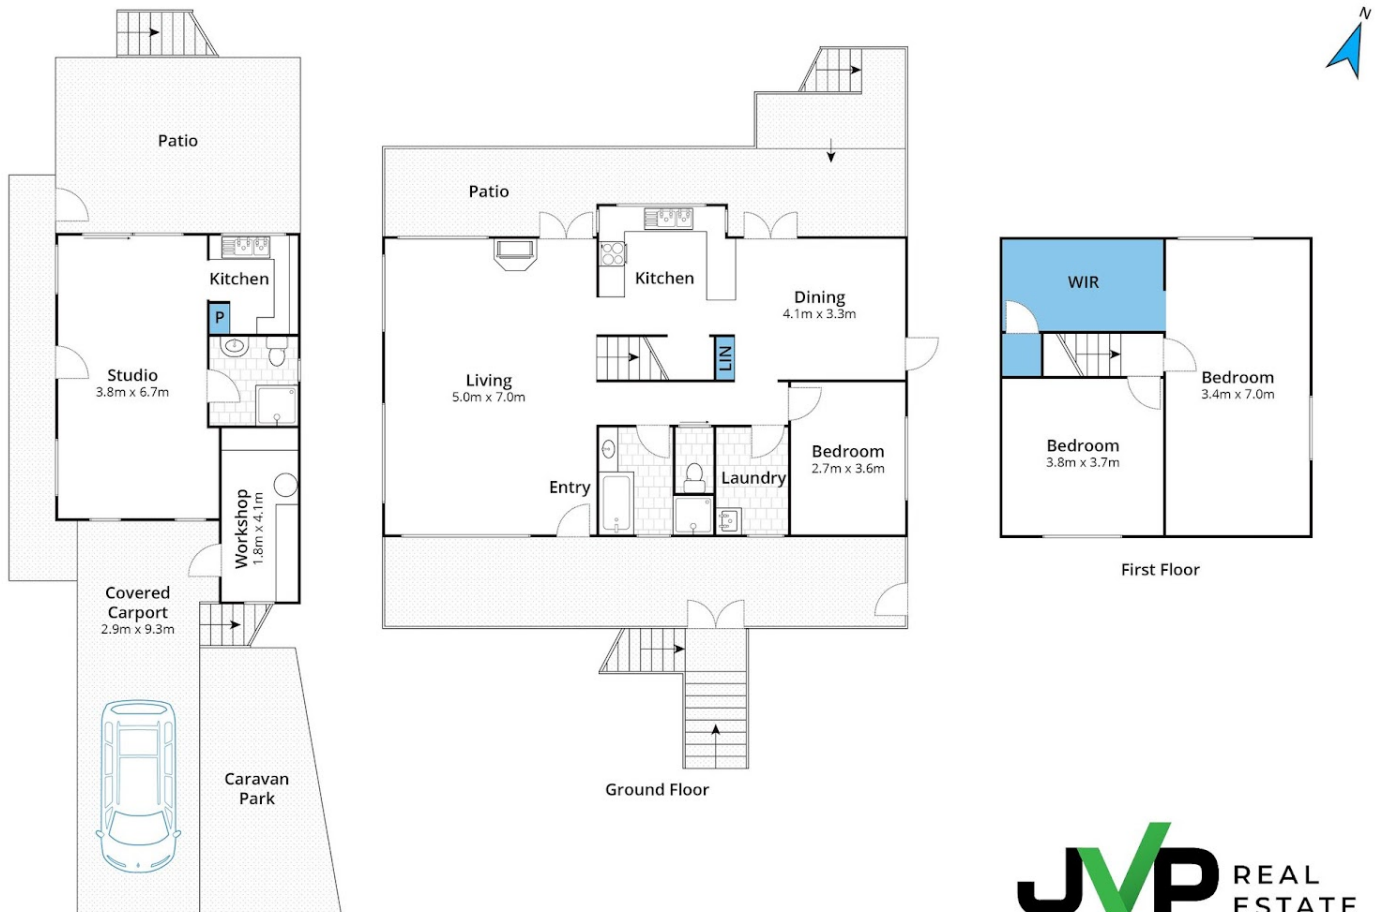 N
Patio
Kitchen
P
Studio
3.8m x 6.7m
Workshop
1.8m x 4.1m
Covered
Carport
2.9m x 9.3m
Caravan
Park
Patio
Kitchen
Dining
4.1m x 3.3m
LIN
Living
5.0m x 7.0m
Bedroom
2.7m x 3.6m
Laundry
Entry
Ground Floor
WIR
Bedroom
3.4m x 7.0m
Bedroom
3.8m x 3.7m
First Floor
JVP
REAL
ESTATE